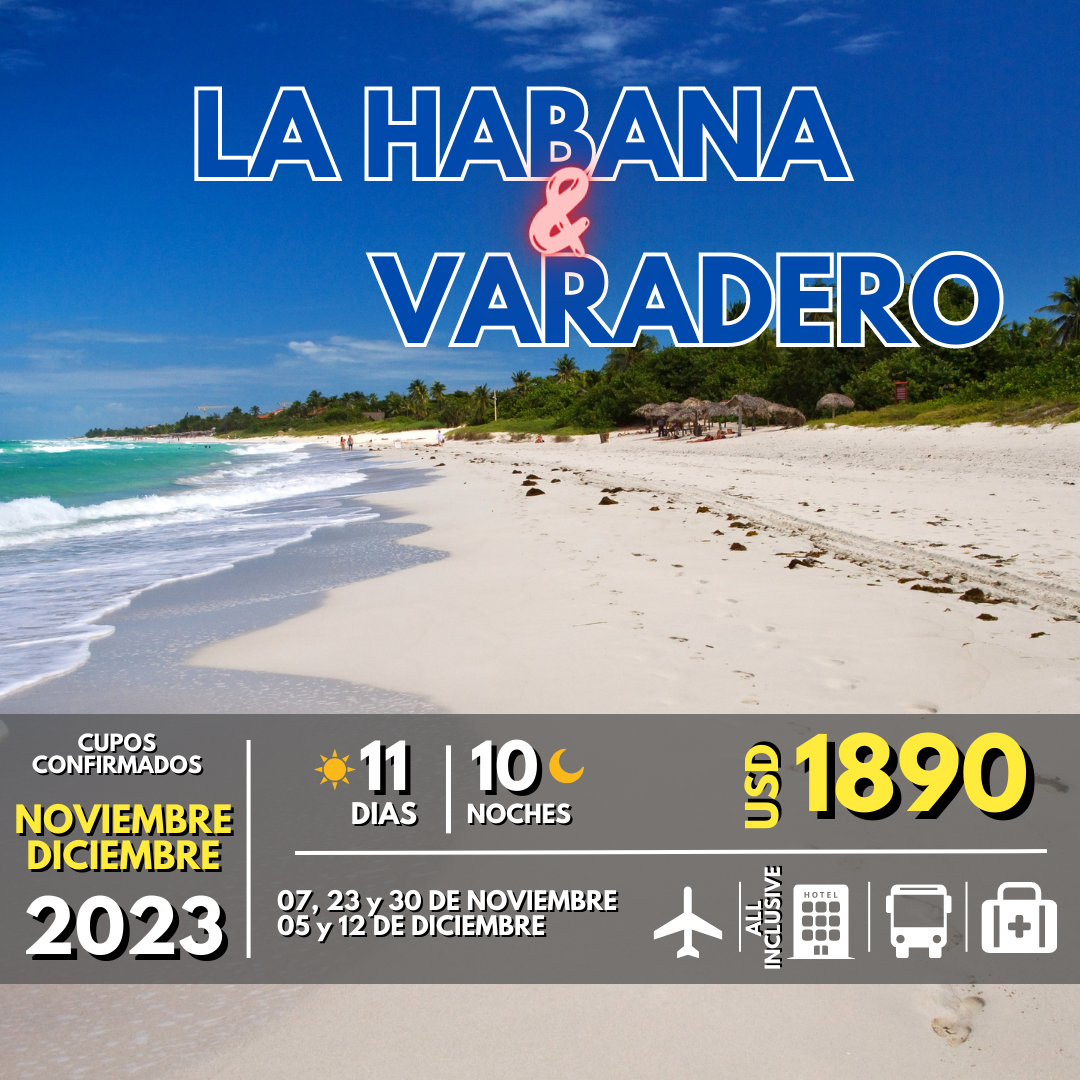 LA HABANA
&
VARADERO
CUPOS
CONFIRMADOS
NOVIEMBRE
DICIEMBRE
2023
11
DIAS
10
NOCHES
USD 1890
07, 23 y 30 DE NOVIEMBRE
05 y 12 DE DICIEMBRE
ALL
INCLUSIVE
HOTEL